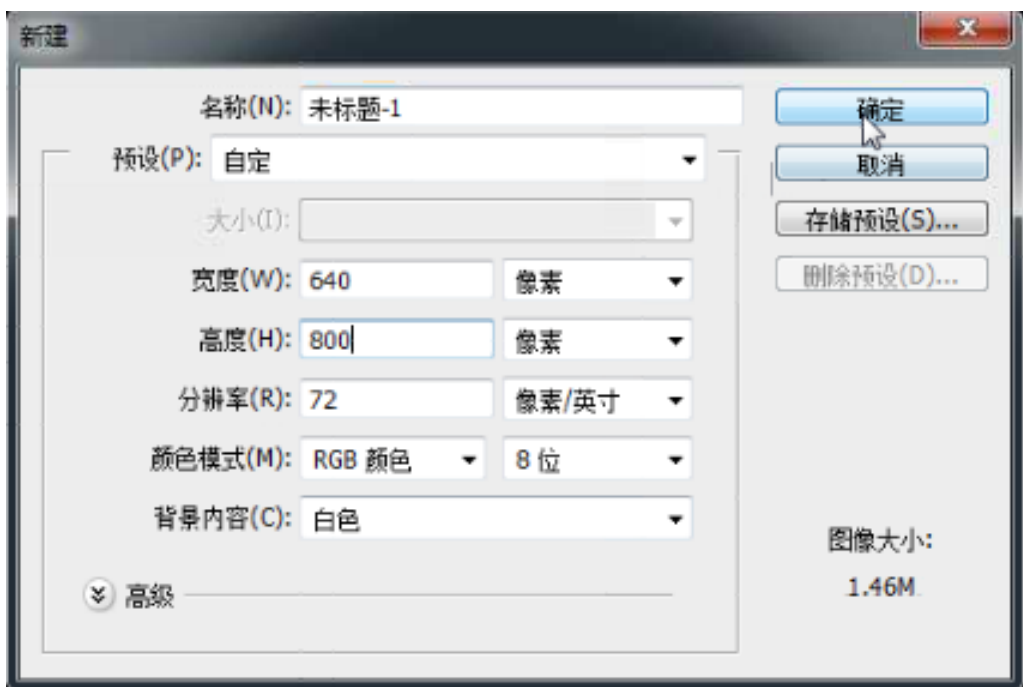 新建
名称(N): 未标题-1 确定
预设(P): 自定 取消
大小(I): 存储预设(S)...
宽度(W): 640 像素 删除预设(D)...
高度(H): 800 像素
分辨率(R): 72 像素/英寸
颜色模式(M): RGB 颜色 8 位
背景内容(C): 白色
图像大小:
高级 1.46M